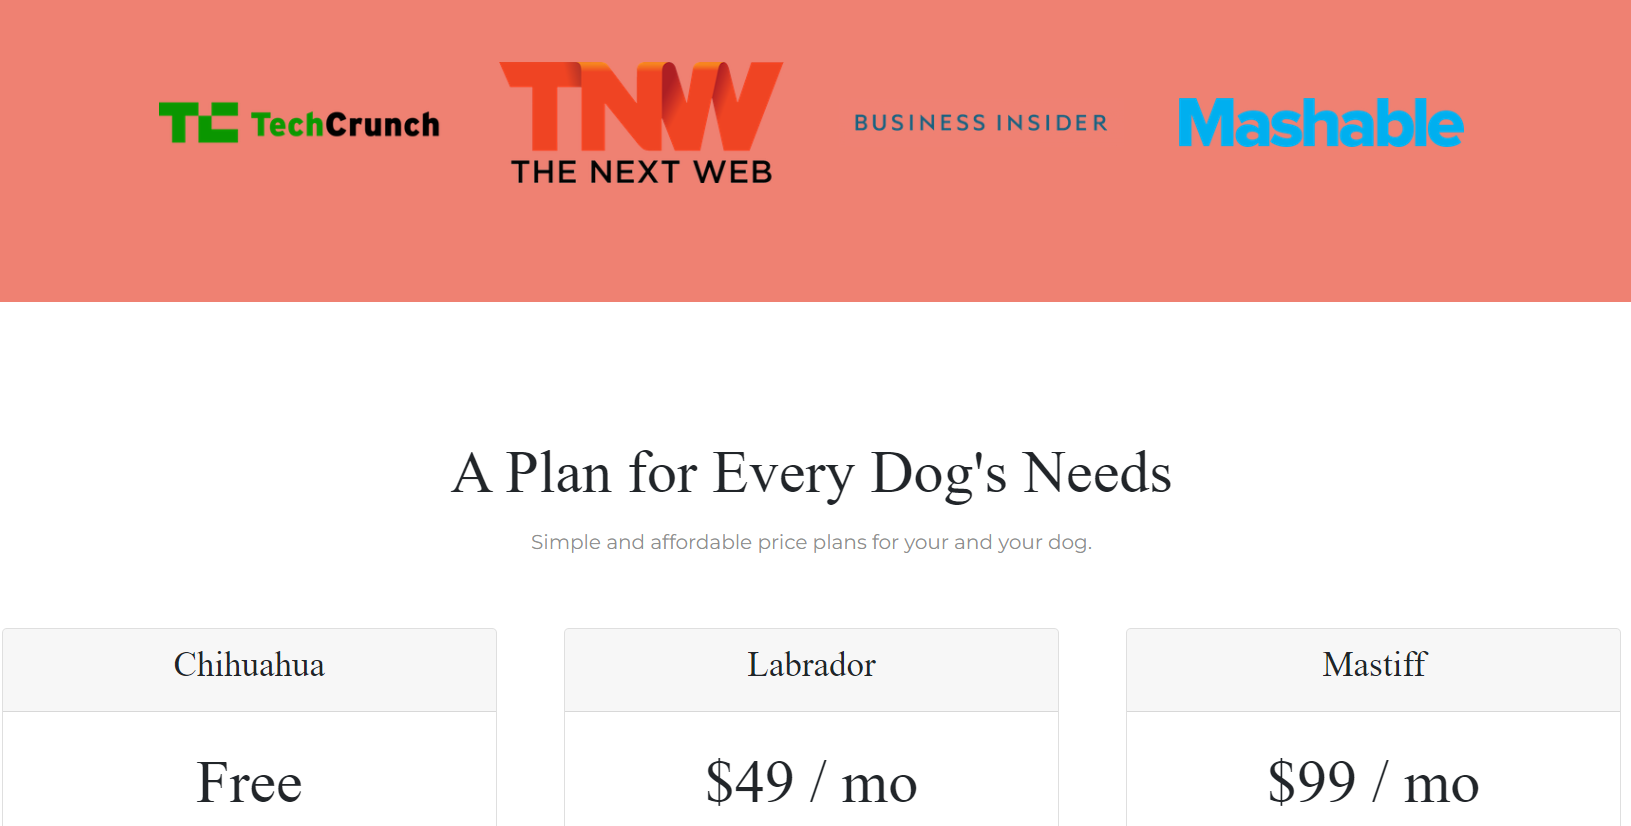 TC TechCrunch
TNW
THE NEXT WEB
BUSINESS INSIDER
Mashable
A Plan for Every Dog's Needs
Simple and affordable price plans for your and your dog.
Chihuahua
Labrador
Mastiff
Free
$49 / mo
$99 / mo